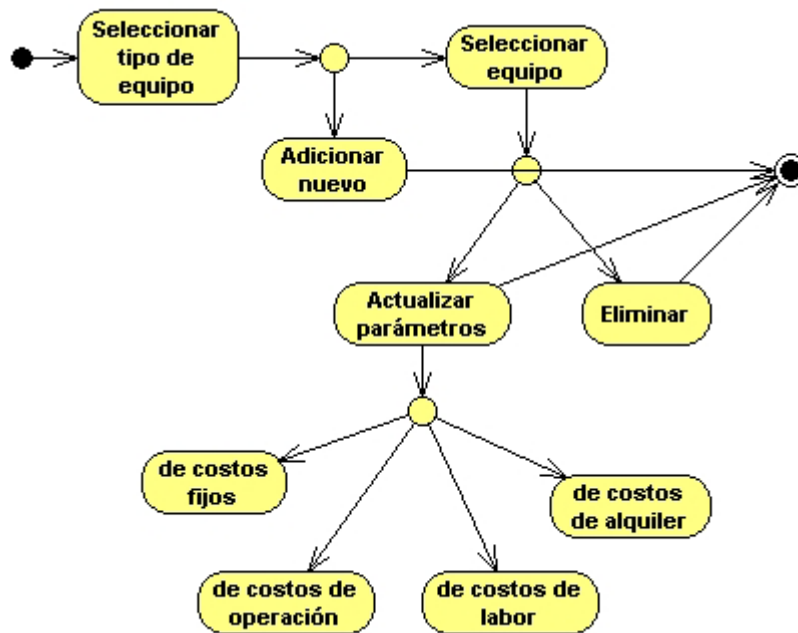 Seleccionar
tipo de
equipo
Seleccionar
equipo
Adicionar
nuevo
Actualizar
parámetros
Eliminar
de costos
fijos
de costos
de alquiler
de costos de
operación
de costos de
labor